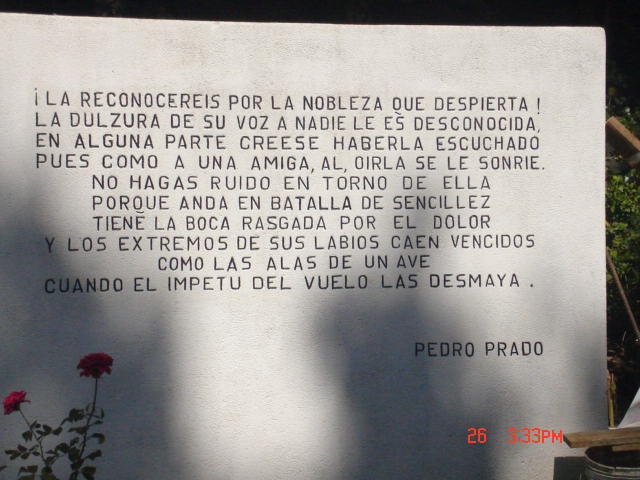 ¡LA RECONOCEREIS POR LA NOBLEZA QUE DESPIERTA!
LA DULZURA DE SU VOZ A NADIE LE ES DESCONOCIDA,
EN ALGUNA PARTE CREESE HABERLA ESCUCHADO
PUES COMO A UNA AMIGA, AL, OIRLA SE LE SONRIE.
NO HAGAS RUIDO EN TORNO DE ELLA
PORQUE ANDA EN BATALLA DE SENCILLEZ
TIENE LA BOCA RASGADA POR EL DOLOR
Y LOS EXTREMOS DE SUS LABIOS CAEN VENCIDOS
COMO LAS ALAS DE UN AVE
CUANDO EL IMPETU DEL VUELO LAS DESMAYA.
PEDRO PRADO
26 3:33PM